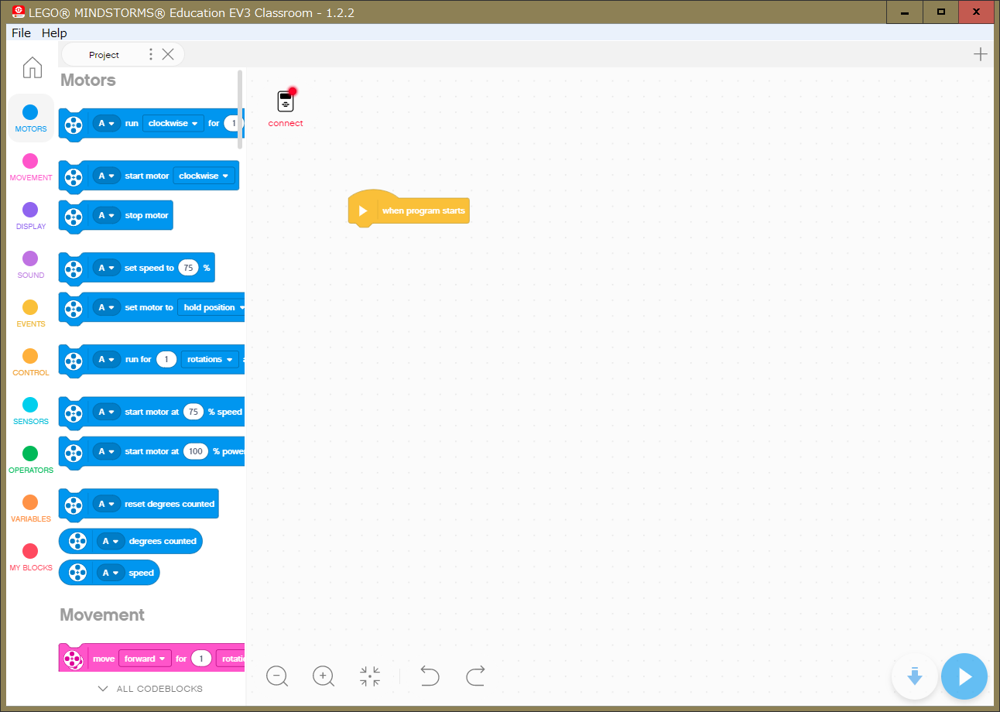 LEGO® MINDSTORMS® Education EV3 Classroom - 1.2.2
File Help
Project
Motors
connect
MOTORS
A run clockwise for 1
MOVEMENT
A start motor clockwise
DISPLAY
A stop motor
when program starts
SOUND
A set speed to 75 %
A set motor to hold position
EVENTS
CONTROL
A run for 1 rotations
SENSORS
A start motor at 75 % speed
OPERATORS
A start motor at 100 % power
VARIABLES
A reset degrees counted
A degrees counted
MY BLOCKS
A speed
Movement
move forward for 1
ALL CODEBLOCKS